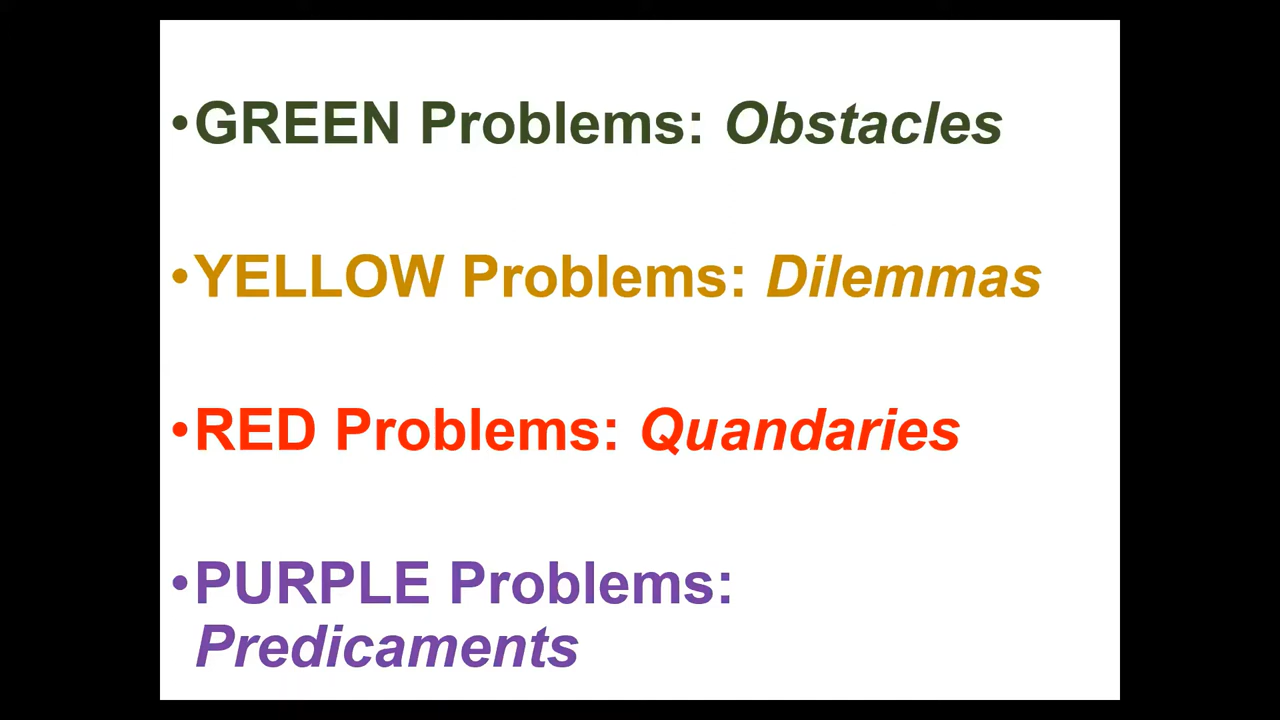 •GREEN Problems: Obstacles
•YELLOW Problems: Dilemmas
•RED Problems: Quandaries
•PURPLE Problems:
Predicaments